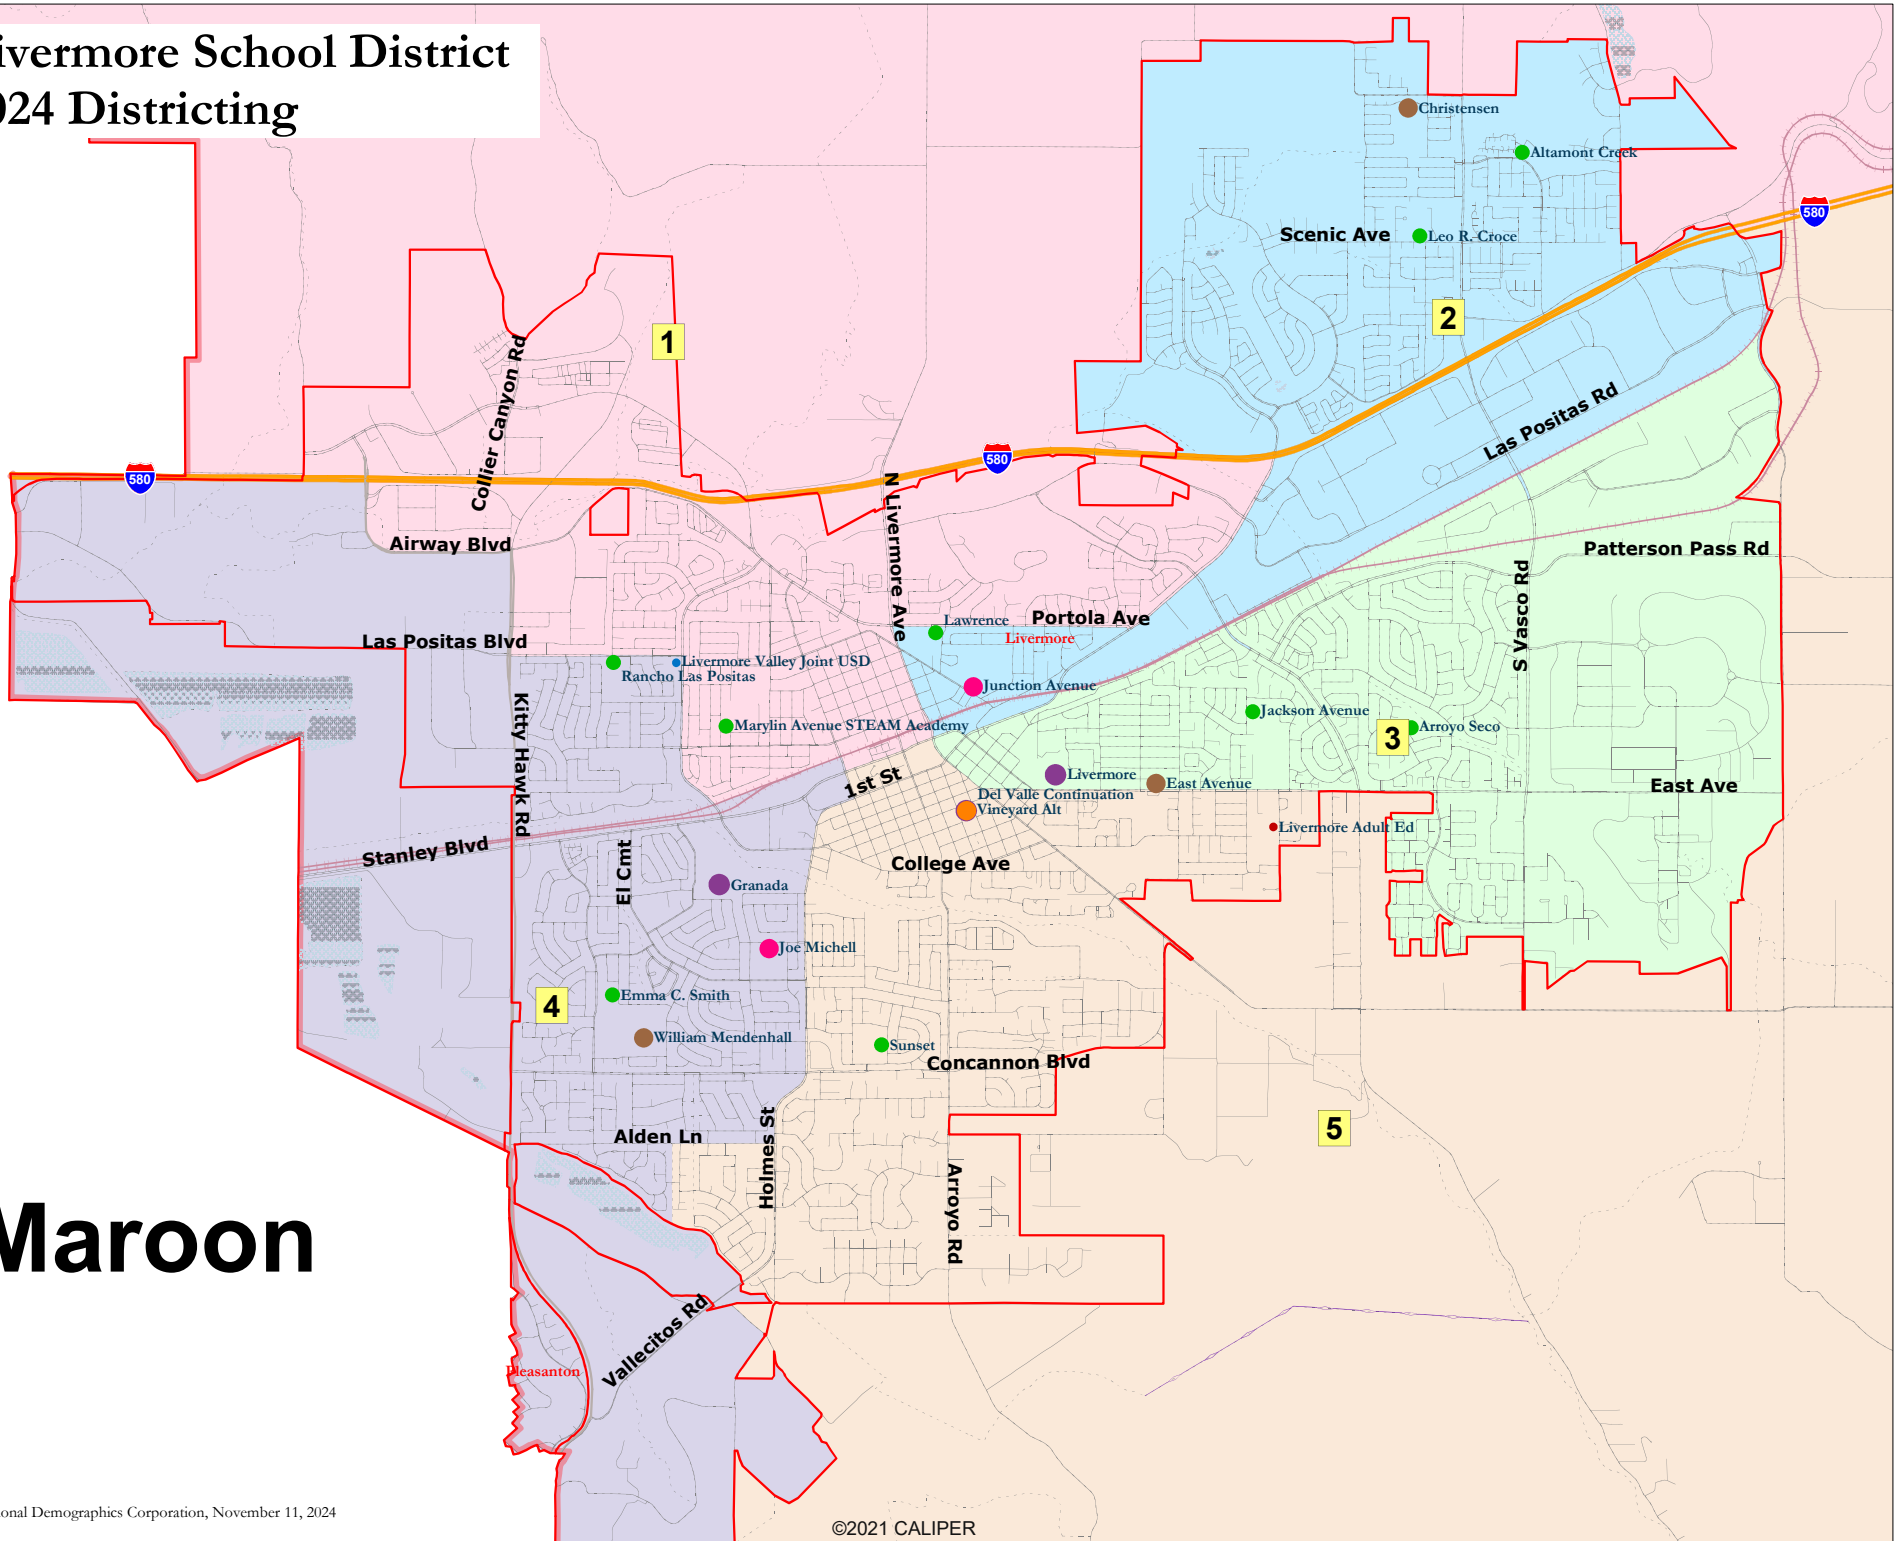 ivermore School District
024 Districting
Christensen
Altamont Creek
580
Scenic Ave
Leo R. Croce
2
1
Collier Canyon Rd
Las Positas Rd
580
580
N Livermore Ave
Airway Blvd
Patterson Pass Rd
S Vasco Rd
Lawrence
Portola Ave
Livermore
Las Positas Blvd
Livermore Valley Joint USD
Rancho Las Positas
Junction Avenue
Kitty Hawk Rd
Marylin Avenue STEAM Academy
Jackson Avenue
3
Arroyo Seco
1st St
Livermore
East Avenue
East Ave
Del Valle Continuation
Vineyard Alt
Livermore Adult Ed
Stanley Blvd
El Cmt
College Ave
Granada
Joe Michell
4
Emma C. Smith
William Mendenhall
Sunset
Concannon Blvd
5
Alden Ln
Holmes St
Arroyo Rd
Maroon
Vallecitos Rd
Pleasanton
onal Demographics Corporation, November 11, 2024
©2021 CALIPER